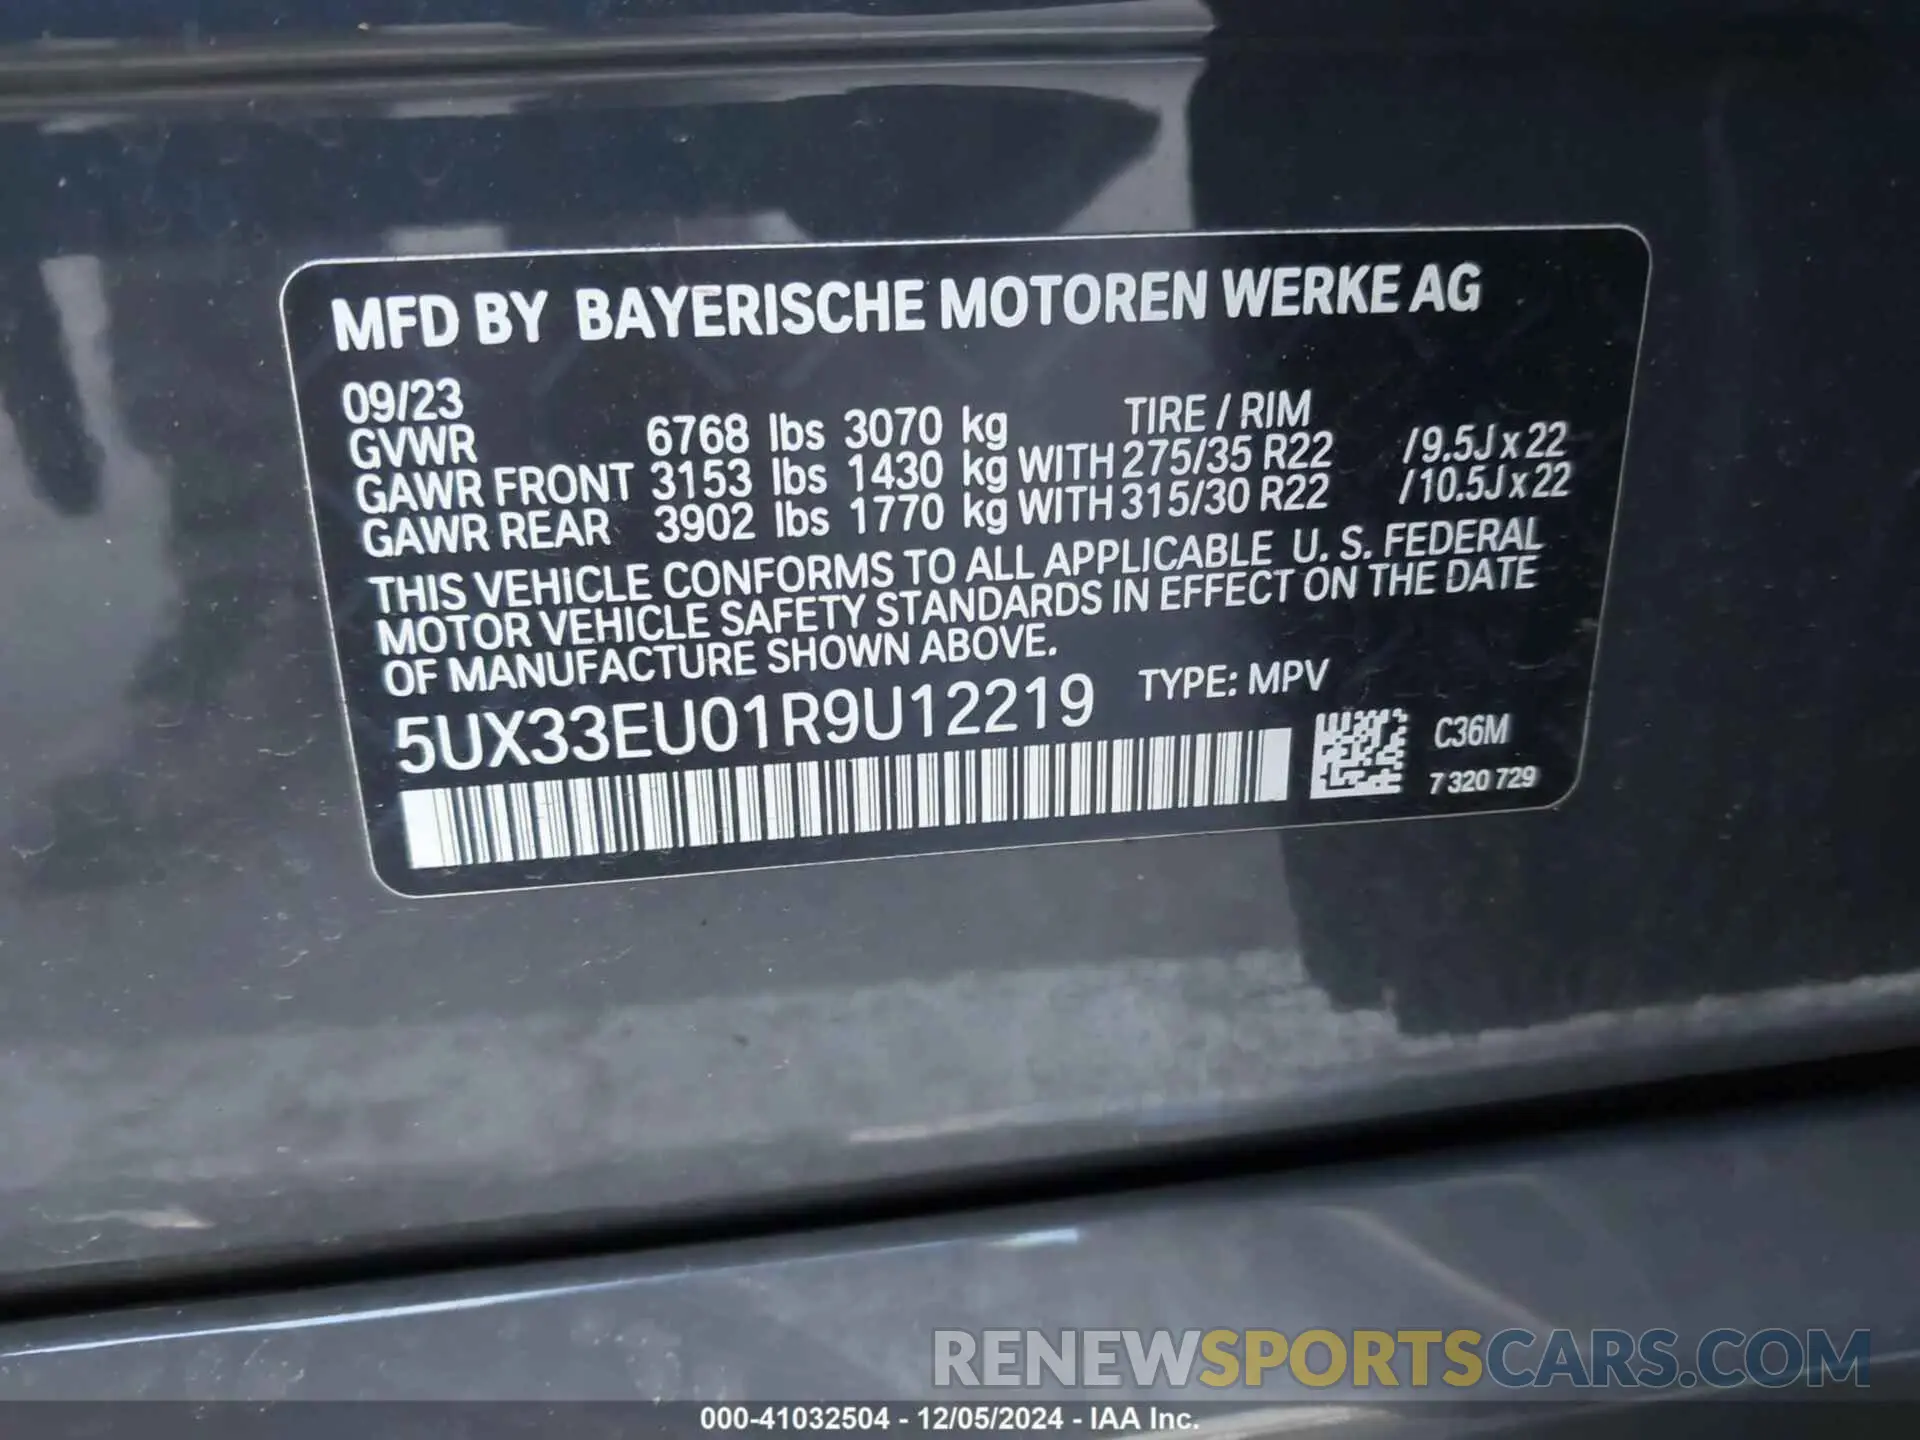 MFD BY BAYERISCHE MOTOREN WERKE AG
09/23
GVWR 6768 lbs 3070 kg TIRE / RIM
GAWR FRONT 3153 lbs 1430 kg WITH 275/35 R22 /9.5J x 22
GAWR REAR 3902 lbs 1770 kg WITH 315/30 R22 /10.5J x 22
THIS VEHICLE CONFORMS TO ALL APPLICABLE U. S. FEDERAL
MOTOR VEHICLE SAFETY STANDARDS IN EFFECT ON THE DATE
OF MANUFACTURE SHOWN ABOVE.
5UX33EU01R9U12219 TYPE: MPV
C36M
7 320 729
RENEWSPORTSCARS.COM
000-41032504 - 12/05/2024 - IAA Inc.